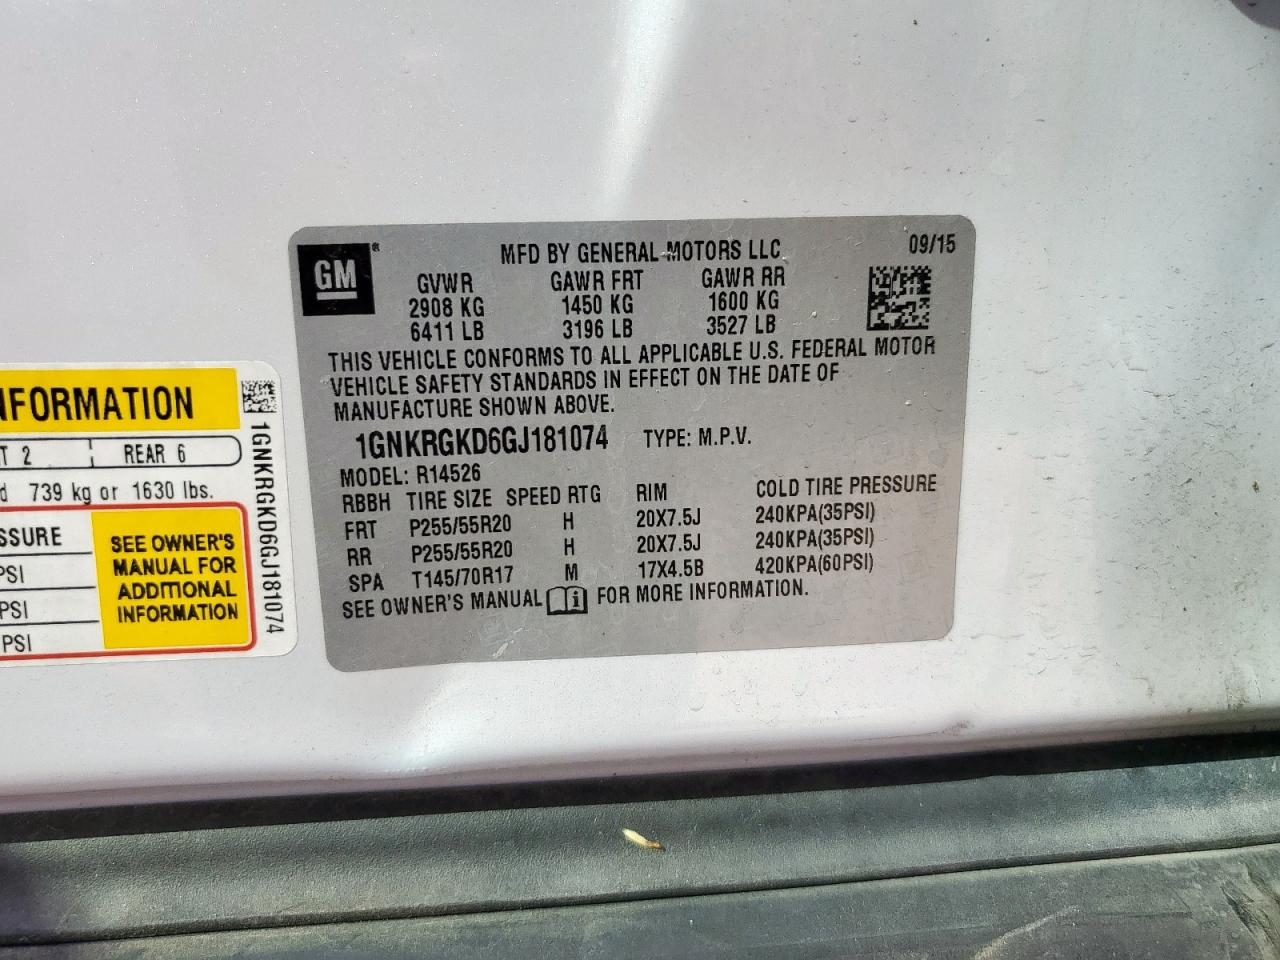 GM®
MFD BY GENERAL MOTORS LLC 09/15
GVWR GAWR FRT GAWR RR
2908 KG 1450 KG 1600 KG
6411 LB 3196 LB 3527 LB
THIS VEHICLE CONFORMS TO ALL APPLICABLE U.S. FEDERAL MOTOR
VEHICLE SAFETY STANDARDS IN EFFECT ON THE DATE OF
MANUFACTURE SHOWN ABOVE.
1GNKRGKD6GJ181074 TYPE: M.P.V.
MODEL: R14526
RBBH TIRE SIZE SPEED RTG RIM COLD TIRE PRESSURE
FRT P255/55R20 H 20X7.5J 240KPA(35PSI)
RR P255/55R20 H 20X7.5J 240KPA(35PSI)
SPA T145/70R17 M 17X4.5B 420KPA(60PSI)
SEE OWNER'S MANUAL i FOR MORE INFORMATION.
NFORMATION
T 2 REAR 6
d 739 kg or 1630 lbs.
SSURE
PSI
PSI
PSI
SEE OWNER'S
MANUAL FOR
ADDITIONAL
INFORMATION
1GNKRGKD6GJ181074